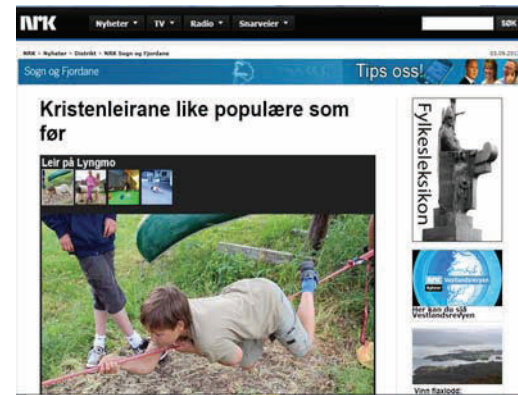 NRK
Nyheter TV Radio Snarveier
SØK
NRK > Nyheter > Distrikt > NRK Sogn og Fjordane
Sogn og Fjordane
Tips oss!
Kristenleirane like populære som
før
Leir på Lyngmo
Fylkesleksikon
NRK
Her kan du sjå
Vestlandsrevyen
Vinn flaxlodd: